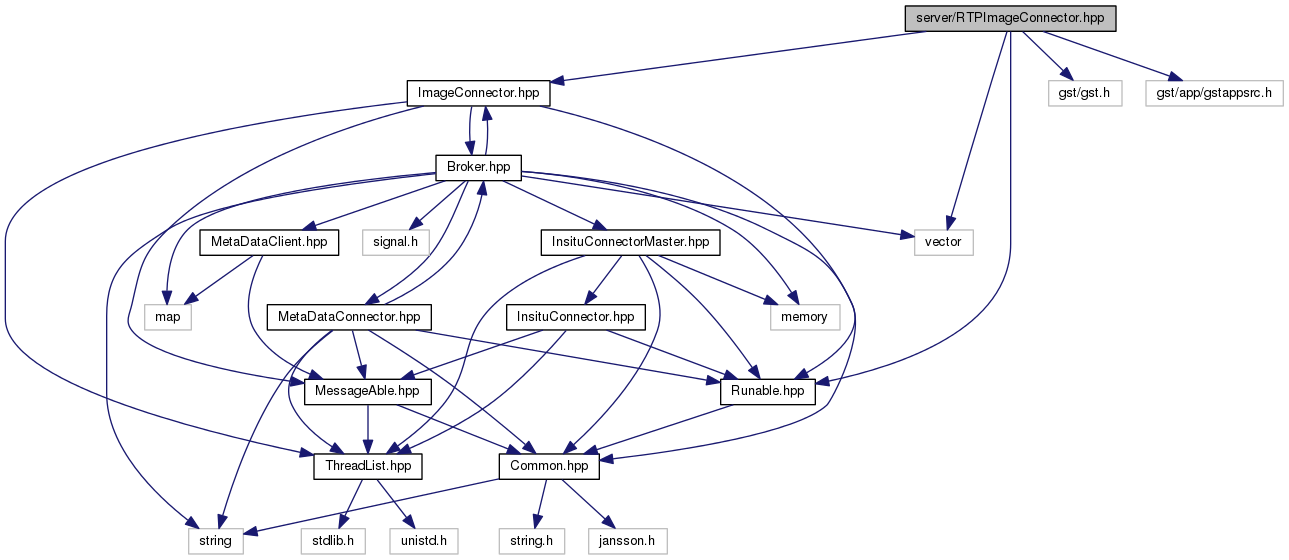 server/RTPImageConnector.hpp
ImageConnector.hpp
gst/gst.h
gst/app/gstappsrc.h
Broker.hpp
MetaDataClient.hpp
signal.h
InsituConnectorMaster.hpp
vector
map
MetaDataConnector.hpp
InsituConnector.hpp
memory
MessageAble.hpp
Runable.hpp
ThreadList.hpp
Common.hpp
string
stdlib.h
unistd.h
string.h
jansson.h